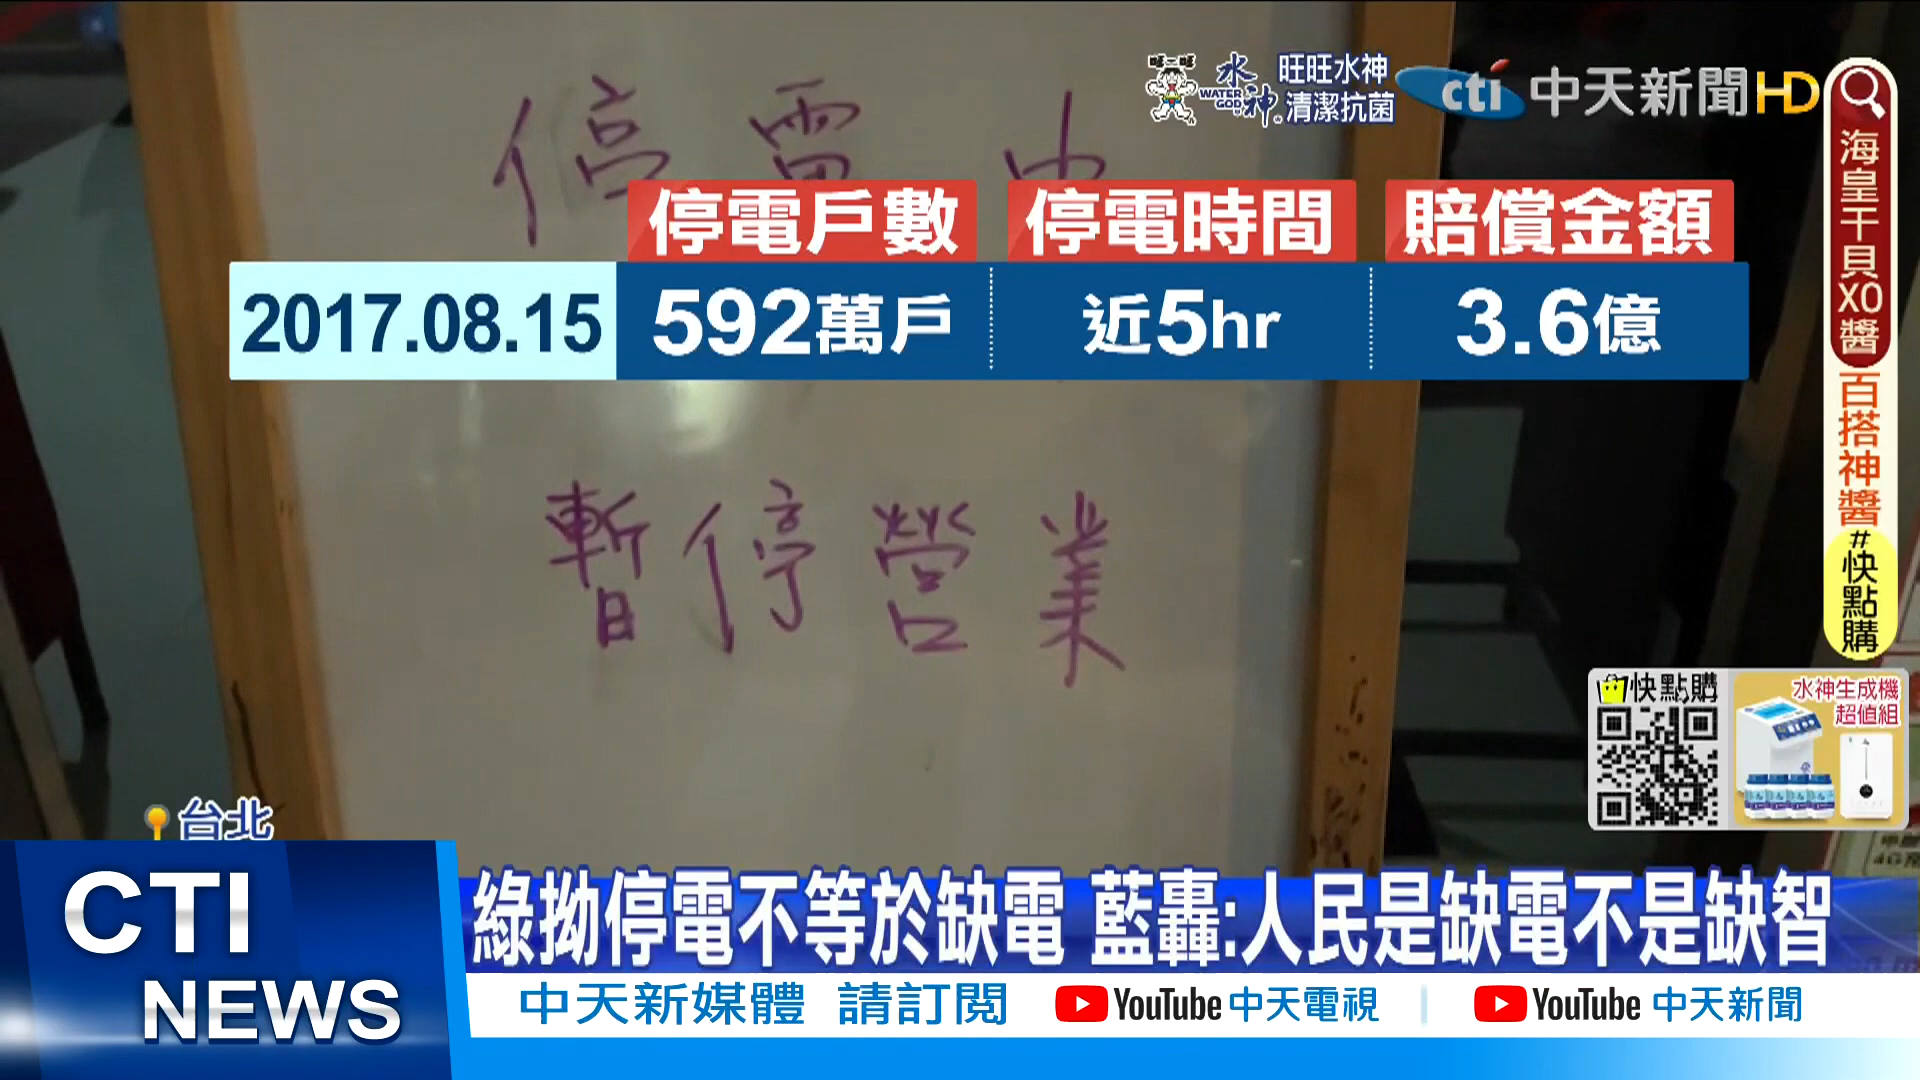 停電中
旺旺水神
清潔抗菌
水神
WATER GOD
cti 中天新聞HD
停電戶數 停電時間 賠償金額
2017.08.15 592萬戶 近5hr 3.6億
暫停營業
海皇干貝XO醬
百搭神醬
#快點購
快點購
水神生成機
超值組
台北
CTI NEWS
綠拗停電不等於缺電 藍轟:人民是缺電不是缺智
中天新媒體 請訂閱 YouTube 中天電視 YouTube 中天新聞